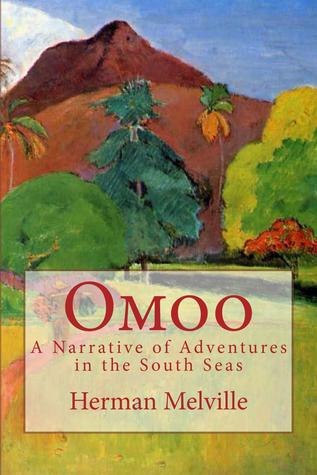 Omoo
A Narrative of Adventures
in the South Seas
Herman Melville